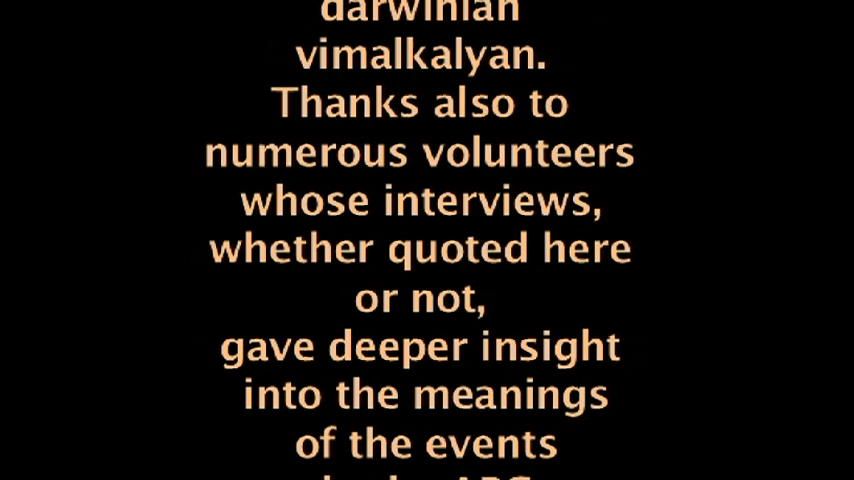 darwinian
vimalkalyan.
Thanks also to
numerous volunteers
whose interviews,
whether quoted here
or not,
gave deeper insight
into the meanings
of the events